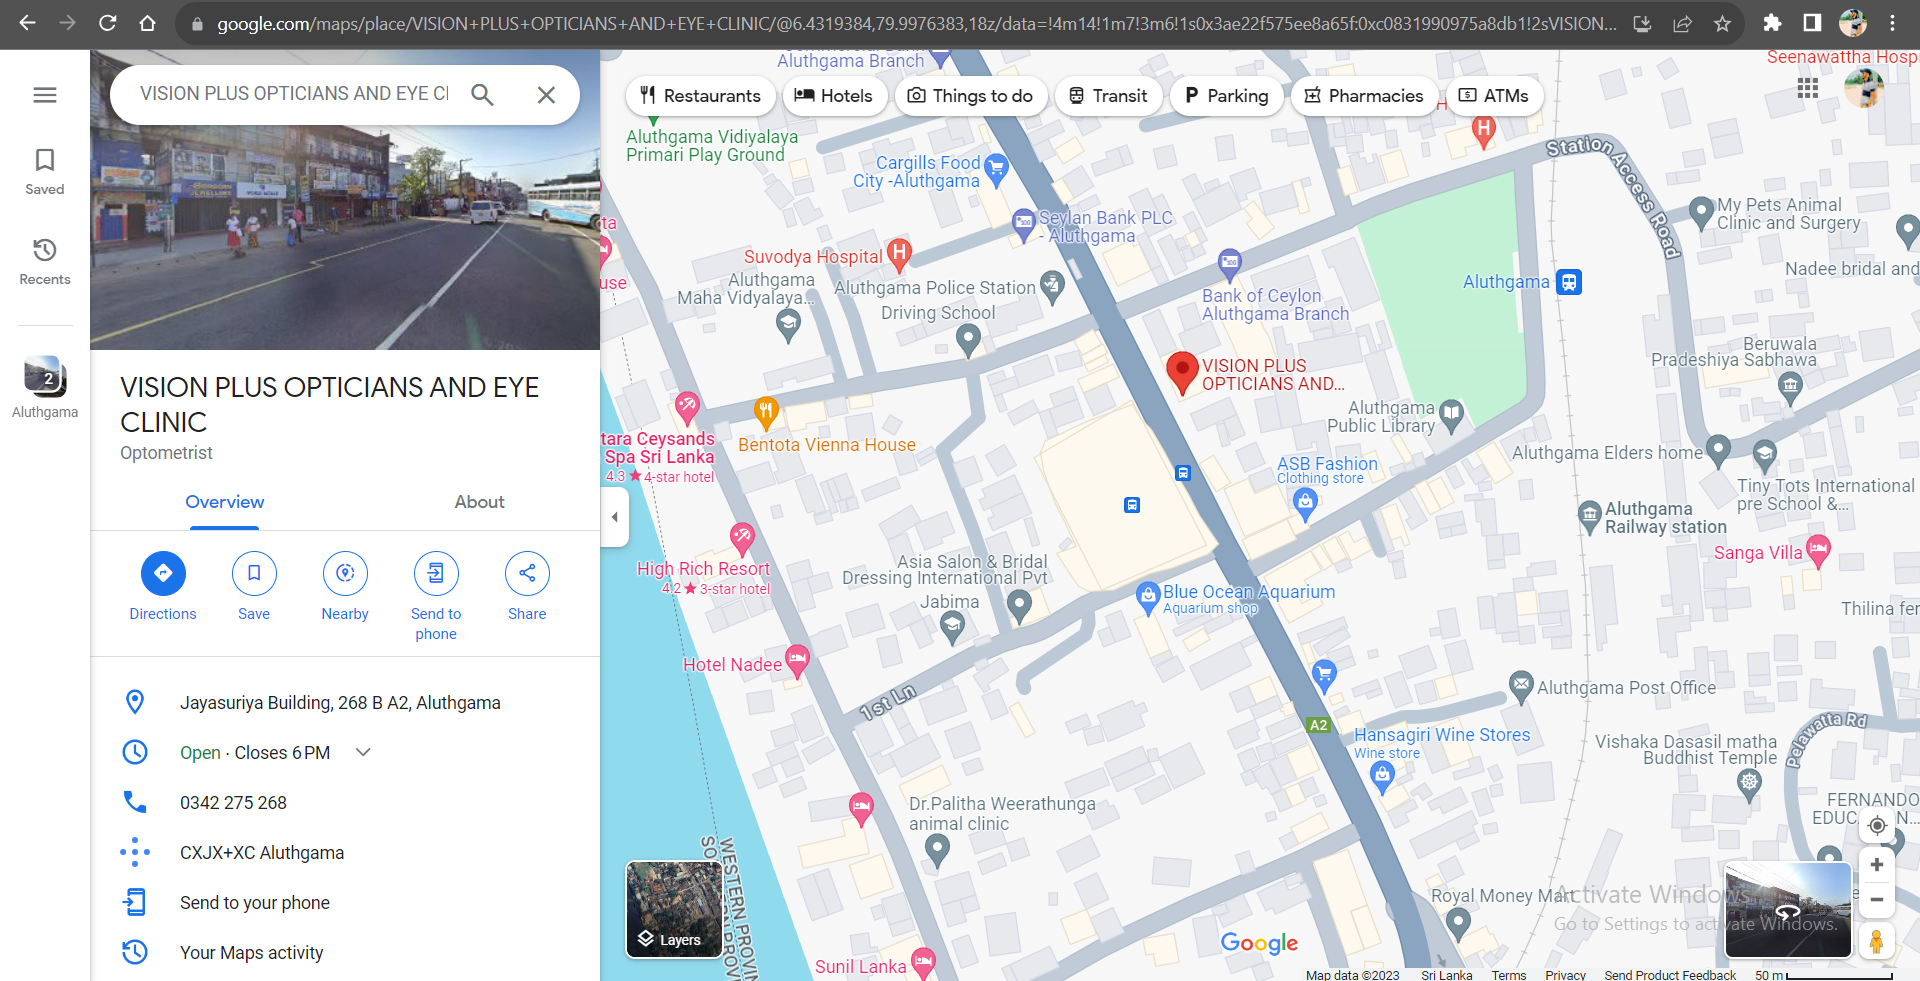 google.com/maps/place/VISION+PLUS+OPTICIANS+AND+EYE+CLINIC/@6.4319384,79.9976383,18z/data=!4m14!1m7!3m6!1s0x3ae22f575ee8a65f:0xc0831990975a8db1!2sVISION...
VISION PLUS OPTICIANS AND EYE CI
Saved
Recents
2
Aluthgama
VISION PLUS OPTICIANS AND EYE
CLINIC
Optometrist
Overview
About
Directions
Save
Nearby
Send to
phone
Share
Jayasuriya Building, 268 B A2, Aluthgama
Open · Closes 6 PM
0342 275 268
CXJX+XC Aluthgama
Send to your phone
Your Maps activity
Aluthgama Branch
Seenawattha Hosp
Restaurants
Hotels
Things to do
Transit
Parking
Pharmacies
ATMs
H
Aluthgama Vidiyalaya
Primari Play Ground
Cargills Food
City -Aluthgama
Station Access Road
My Pets Animal
Clinic and Surgery
Seylan Bank PLC
- Aluthgama
ta
use
Suvodya Hospital
H
Aluthgama
Maha Vidyalaya...
Aluthgama Police Station
Driving School
Bank of Ceylon
Aluthgama Branch
Aluthgama
Nadee bridal and
Beruwala
Pradeshiya Sabhawa
VISION PLUS
OPTICIANS AND...
Aluthgama
Public Library
tara Ceysands
Spa Sri Lanka
4.3 ★ 4-star hotel
Bentota Vienna House
ASB Fashion
Clothing store
Aluthgama Elders home
Tiny Tots International
pre School &...
Aluthgama
Railway station
Sanga Villa
High Rich Resort
4.2 ★ 3-star hotel
Asia Salon & Bridal
Dressing International Pvt
Jabima
Blue Ocean Aquarium
Aquarium shop
Thilina fer
Hotel Nadee
1st Ln
Aluthgama Post Office
A2
Hansagiri Wine Stores
Wine store
Pelawatta Rd
Vishaka Dasasil matha
Buddhist Temple
Dr.Palitha Weerathunga
animal clinic
FERNANDO
WESTERN PROVIN
Layers
Royal Money Mart
Activate Windows
Go to Settings to activate Windows.
Google
Sunil Lanka
Map data ©2023
Sri Lanka
Terms
Privacy
Send Product Feedback
50 m